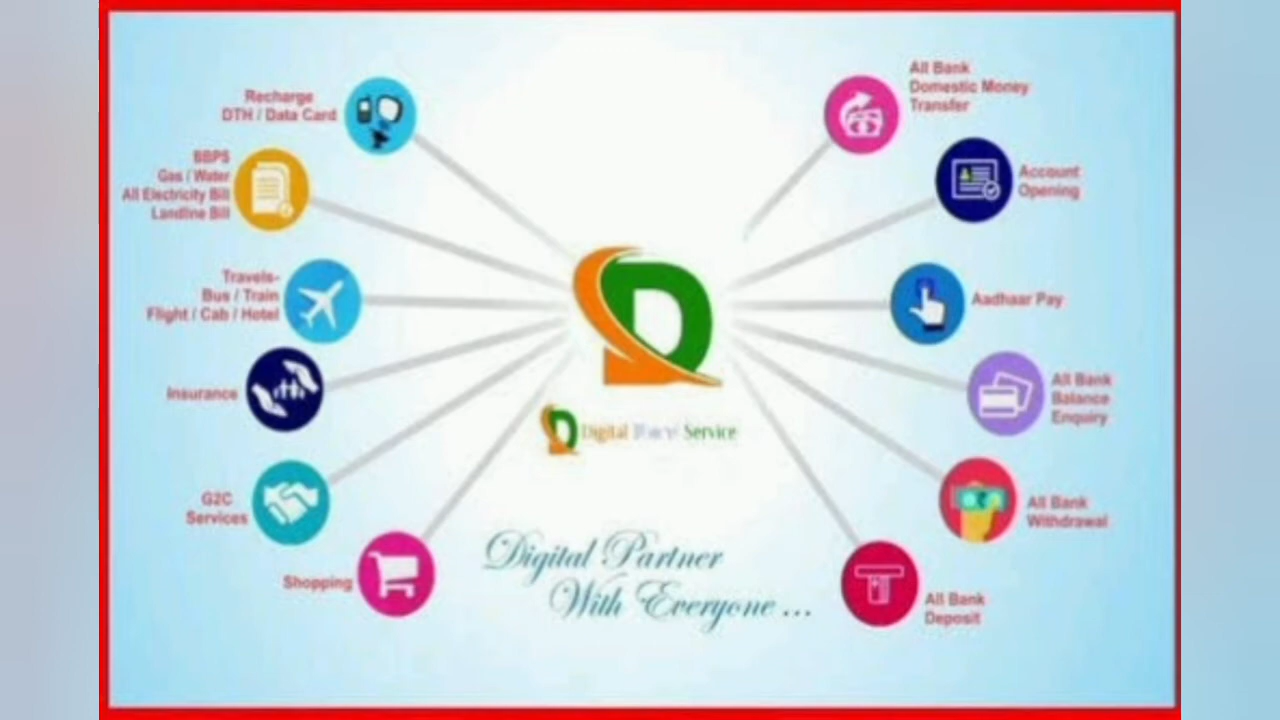 Recharge
DTH / Data Card
BBPS
Gas / Water
All Electricity Bill
Landline Bill
Travels-
Bus / Train
Flight / Cab / Hotel
Insurance
G2C
Services
Shopping
All Bank
Domestic Money
Transfer
Account
Opening
Aadhaar Pay
All Bank
Balance
Enquiry
All Bank
Withdrawal
All Bank
Deposit
Digital Service
Digital Partner
With Everyone ...